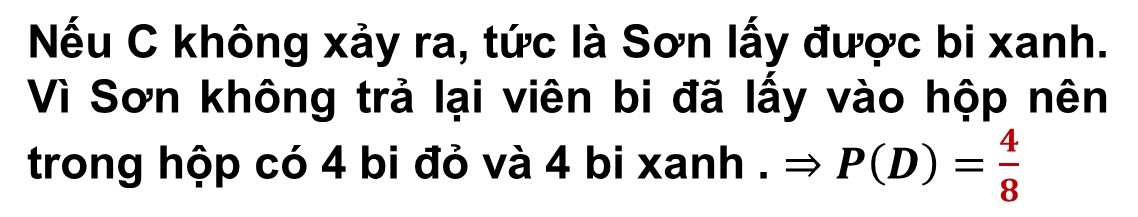 Nếu C không xảy ra, tức là Sơn lấy được bi xanh.
Vì Sơn không trả lại viên bi đã lấy vào hộp nên
trong hộp có 4 bi đỏ và 4 bi xanh . ⇒ P(D) = 4/8